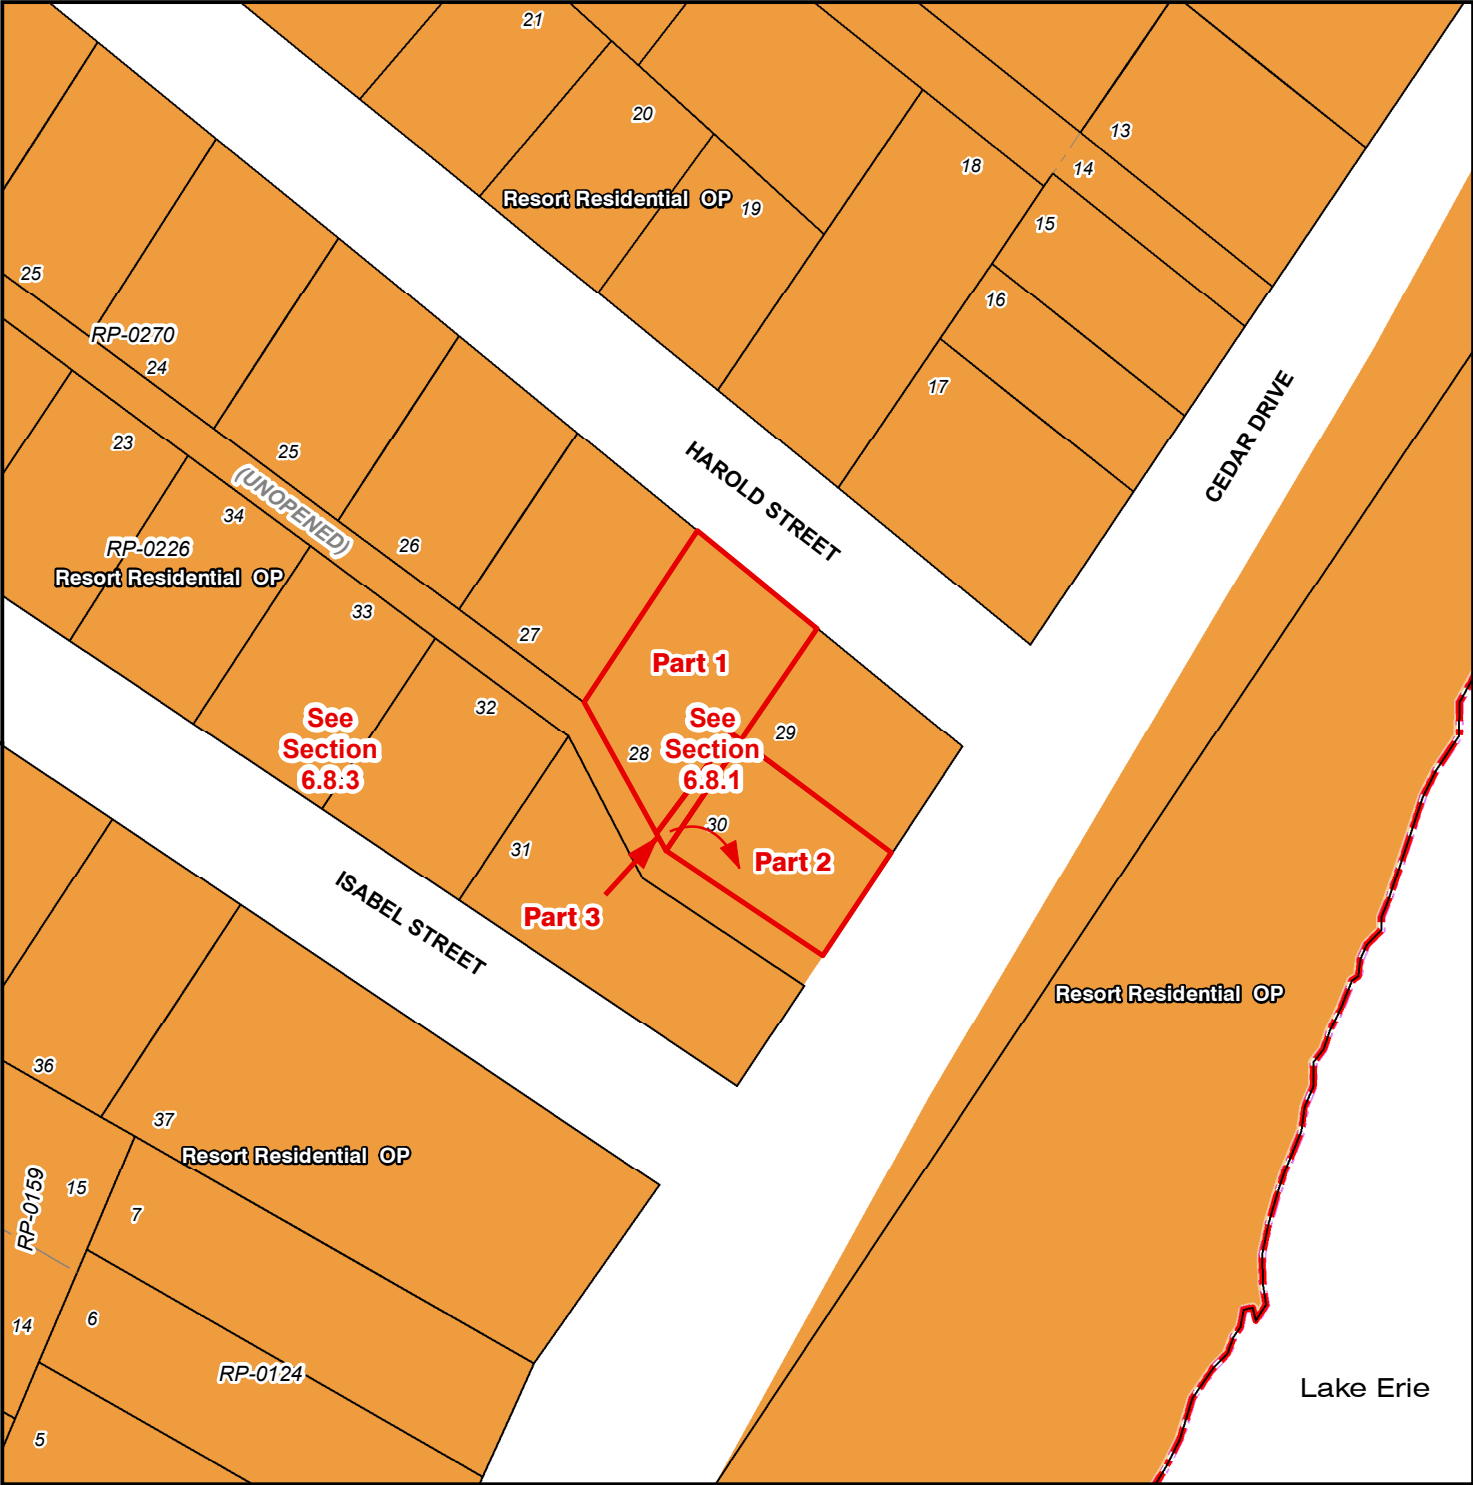 21
20
13
18
14
Resort Residential OP
19
15
25
16
RP-0270
24
17
CEDAR DRIVE
23
25
HAROLD STREET
(UNOPENED)
34
26
RP-0226
Resort Residential OP
33
27
Part 1
32
See
Section
6.8.3
28
See
Section
6.8.1
29
30
31
Part 2
Part 3
ISABEL STREET
Resort Residential OP
36
37
Resort Residential OP
RP-0159
15
7
6
14
RP-0124
Lake Erie
5